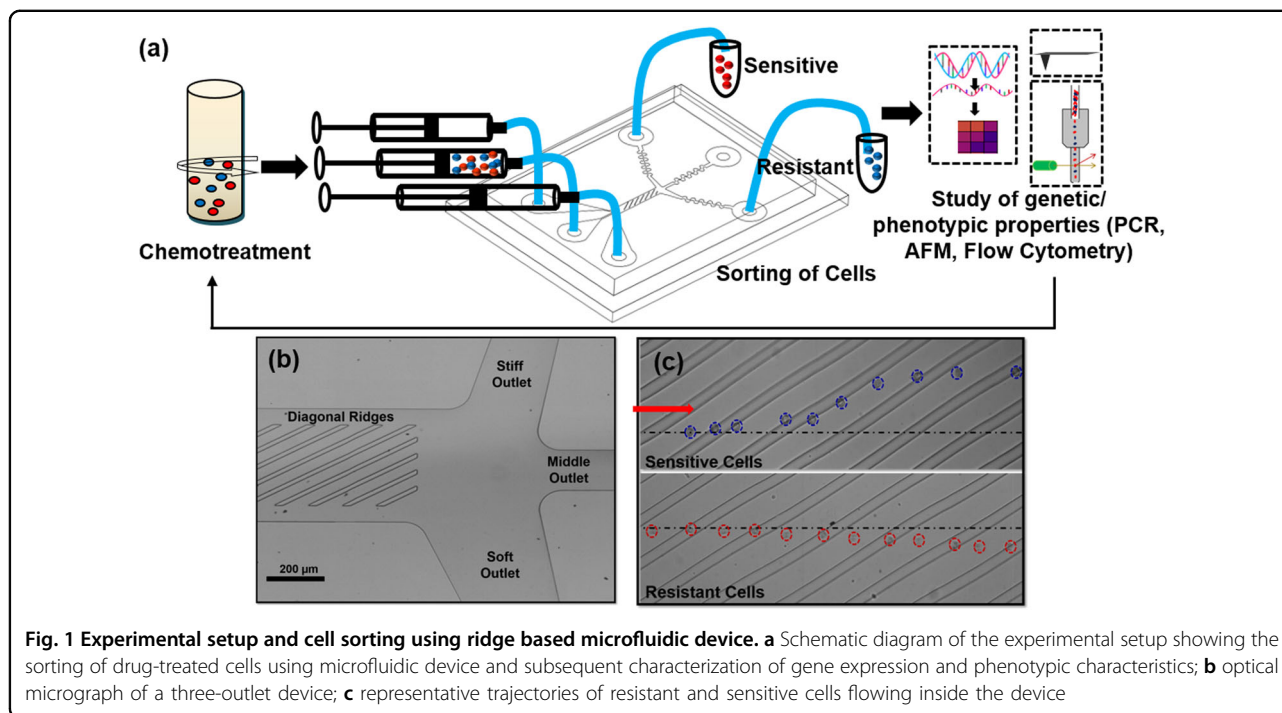 (a)
Sensitive
Resistant
Chemotreatment
Sorting of Cells
Study of genetic/
phenotypic properties (PCR,
AFM, Flow Cytometry)
(b)
Stiff
Outlet
Diagonal Ridges
Middle
Outlet
Soft
Outlet
200 µm
(c)
Sensitive Cells
Resistant Cells
Fig. 1 Experimental setup and cell sorting using ridge based microfluidic device. a Schematic diagram of the experimental setup showing the
sorting of drug-treated cells using microfluidic device and subsequent characterization of gene expression and phenotypic characteristics; b optical
micrograph of a three-outlet device; c representative trajectories of resistant and sensitive cells flowing inside the device